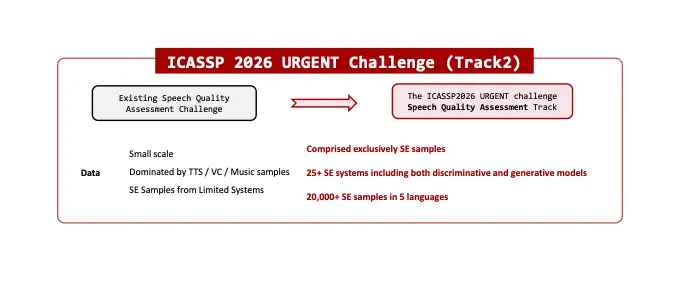 ICASSP 2026 URGENT Challenge (Track2)
Existing Speech Quality
Assessment Challenge
The ICASSP2026 URGENT challenge
Speech Quality Assessment Track
Data
Small scale
Dominated by TTS / VC / Music samples
SE Samples from Limited Systems
Comprised exclusively SE samples
25+ SE systems including both discriminative and generative models
20,000+ SE samples in 5 languages